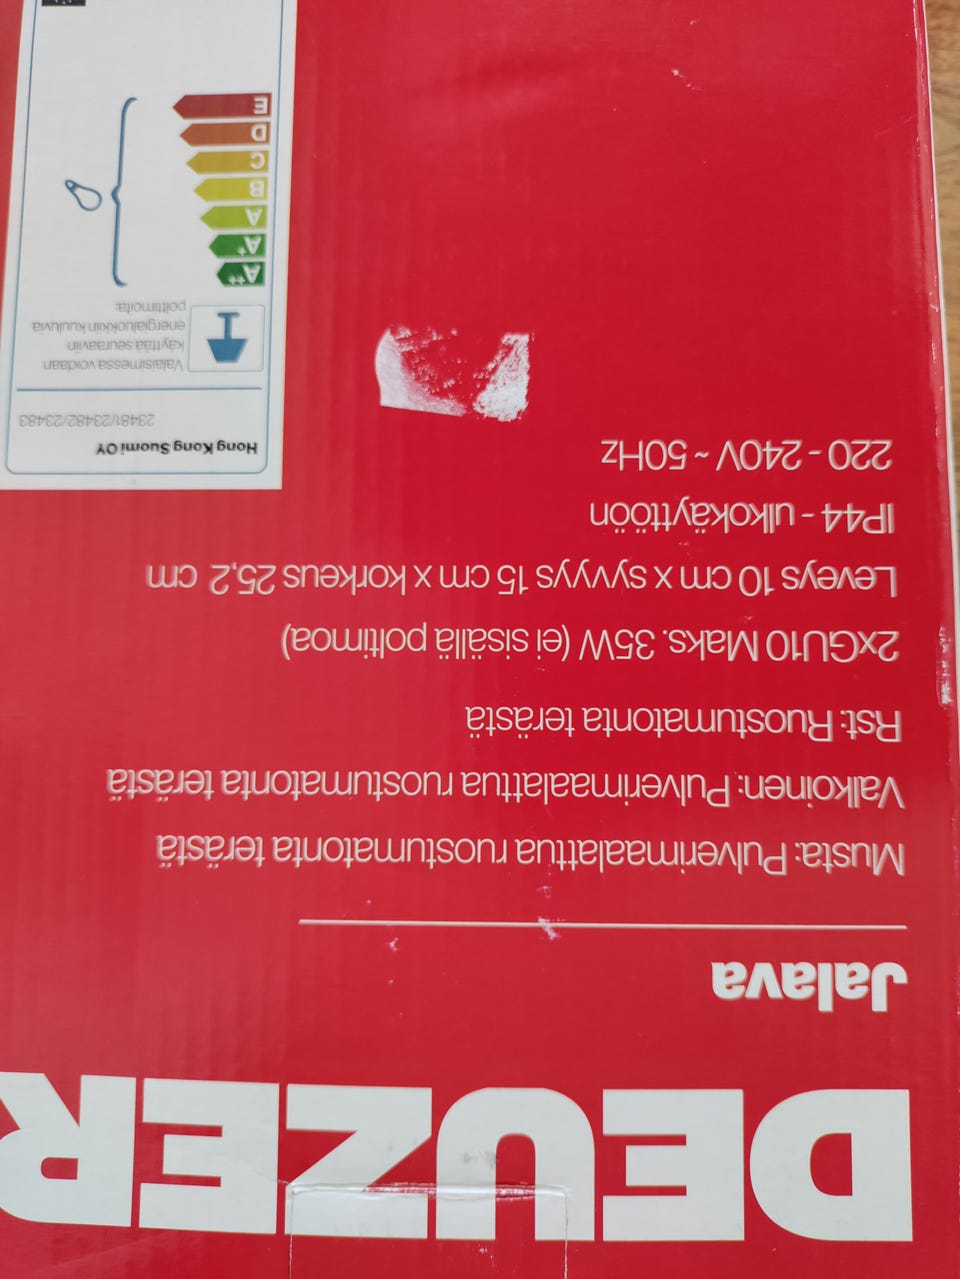 DEUZER
Jalava
Musta: Pulverimaalattua ruostumatonta terästä
Valkoinen: Pulverimaalattua ruostumatonta terästä
Rst: Ruostumatonta terästä
2xGU10 Maks. 35W (ei sisällä polttimoa)
Leveys 10 cm x syvyys 15 cm x korkeus 25,2 cm
IP44 - ulkokäyttöön
220 - 240V ~ 50Hz
Hong Kong Suomi OY
23481/23482/23483
Valaisimessa voidaan
käyttää seuraaviin
energialuokkiin kuuluvia
polttimoita:
A++
A+
A
B
C
D
E